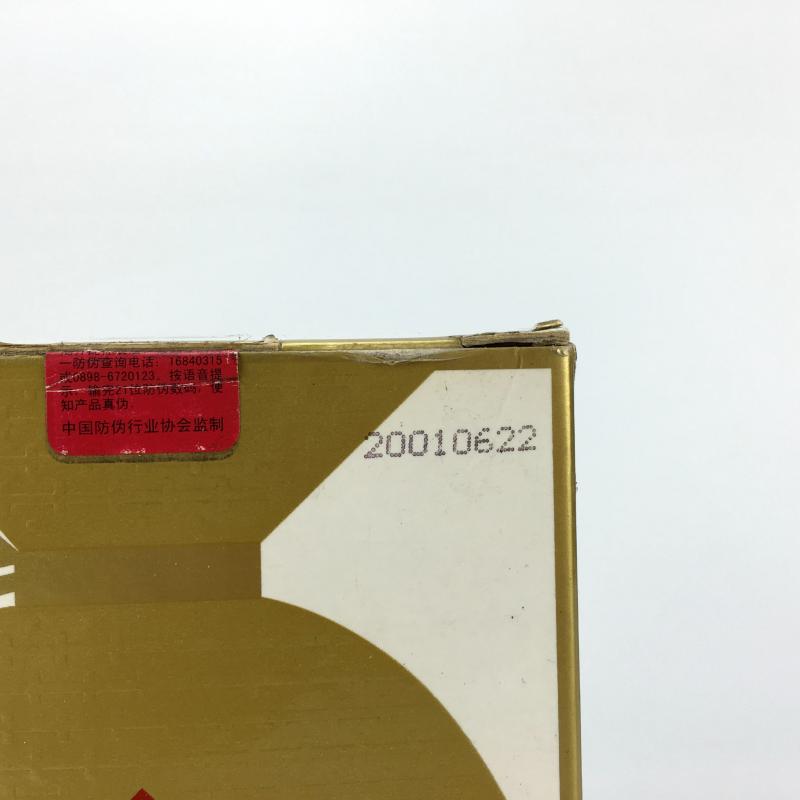 一防伪查询电话：16840315
或0898-6720123，按语音提
示，输完21位防伪数码，便
知产品真伪。
中国防伪行业协会监制
20010622